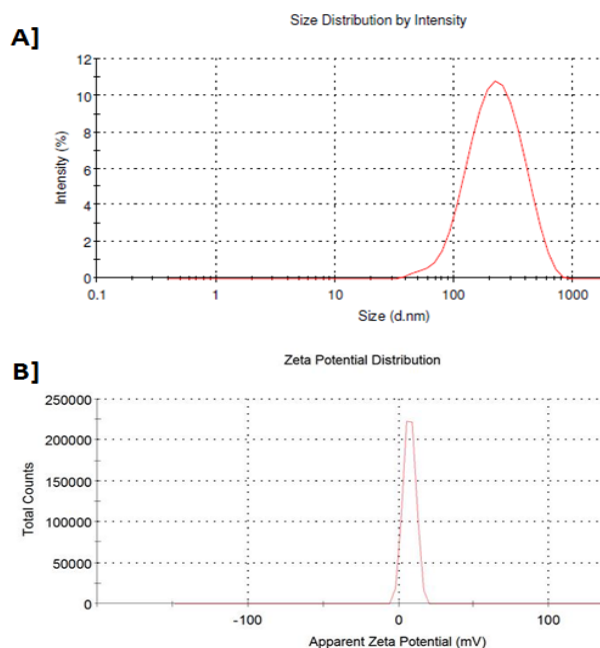 A]
Size Distribution by Intensity
12
10
8
6
4
2
0
Intensity (%)
0.1 1 10 100 1000
Size (d.nm)
B]
Zeta Potential Distribution
250000
200000
150000
100000
50000
0
Total Counts
-100 0 100
Apparent Zeta Potential (mV)